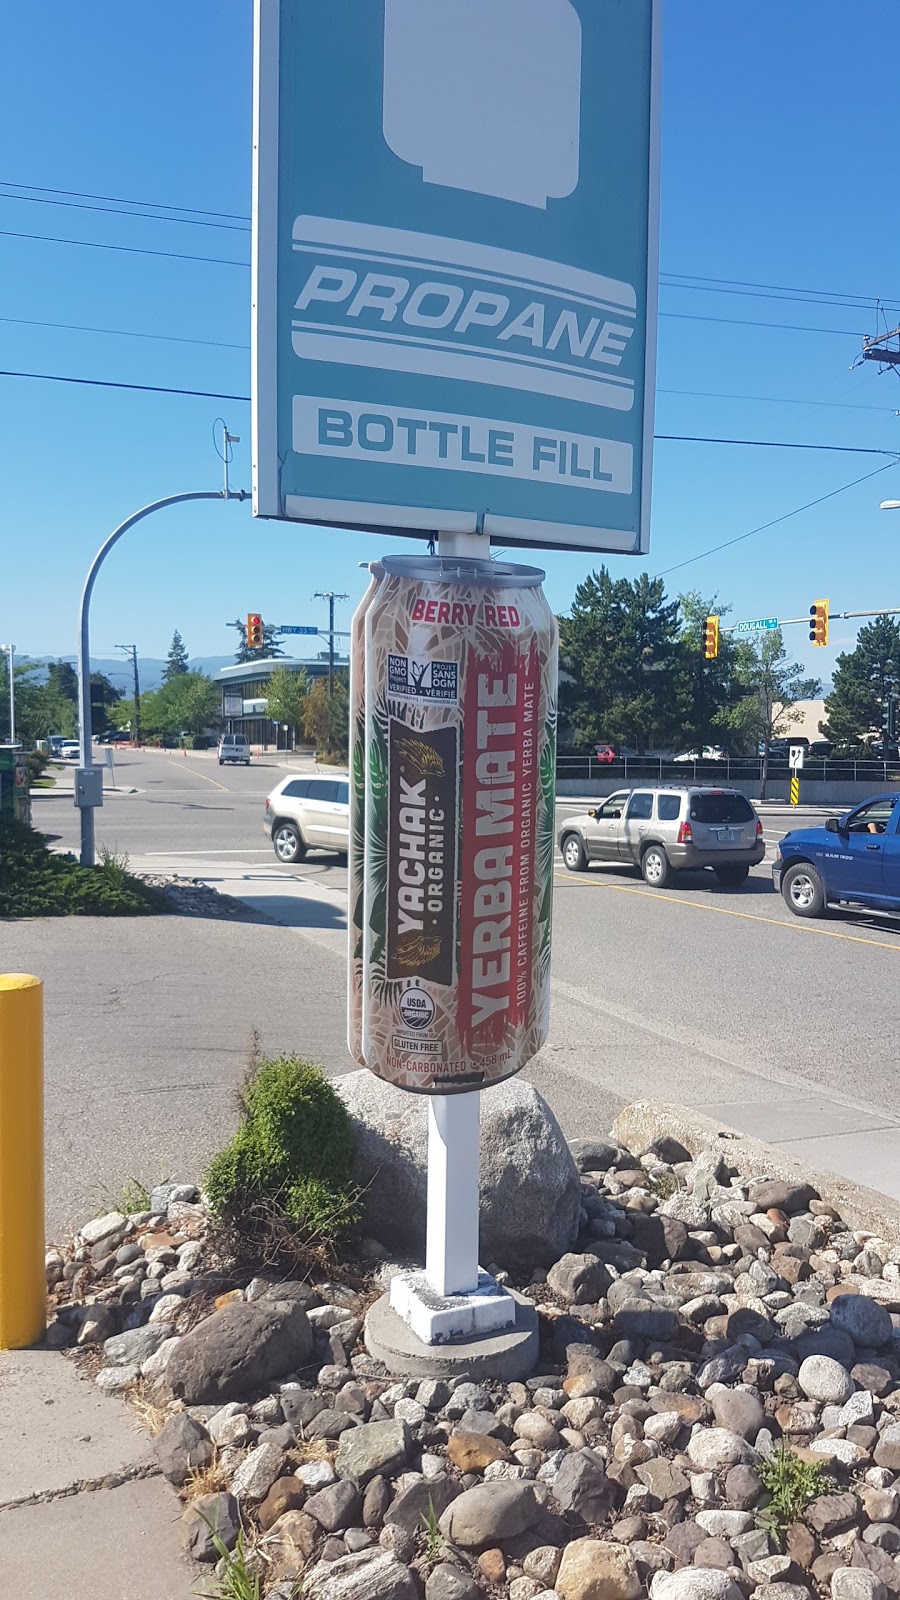 PROPANE
BOTTLE FILL
BERRY RED
NON
GMO
Project
VERIFIED
PROJET
SANS
OGM
VÉRIFIÉ
YACHAK
·ORGANIC·
YERBA MATE
100% CAFFEINE FROM ORGANIC YERBA MATE
USDA
ORGANIC
GLUTEN FREE
NON-CARBONATED
458 mL
HWY 33
DOUGALL